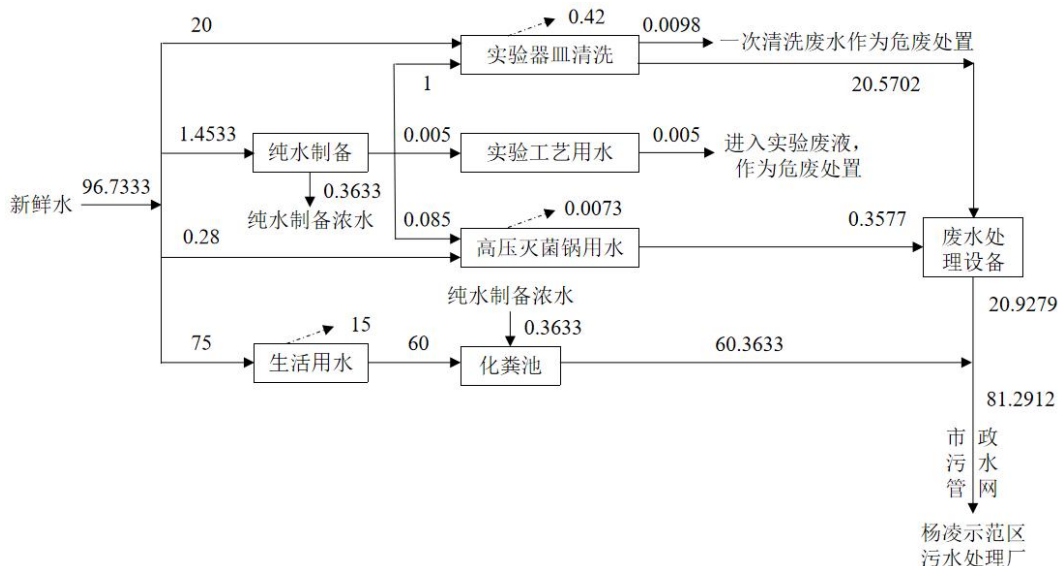 20
0.42
0.0098
一次清洗废水作为危废处置
实验器皿清洗
1
20.5702
1.4533
纯水制备
0.005
实验工艺用水
0.005
进入实验废液，
作为危废处置
新鲜水
96.7333
0.3633
纯水制备浓水
0.28
0.085
0.0073
高压灭菌锅用水
0.3577
废水处
理设备
纯水制备浓水
0.3633
20.9279
75
15
生活用水
60
化粪池
60.3633
81.2912
市政
污水
管网
杨凌示范区
污水处理厂